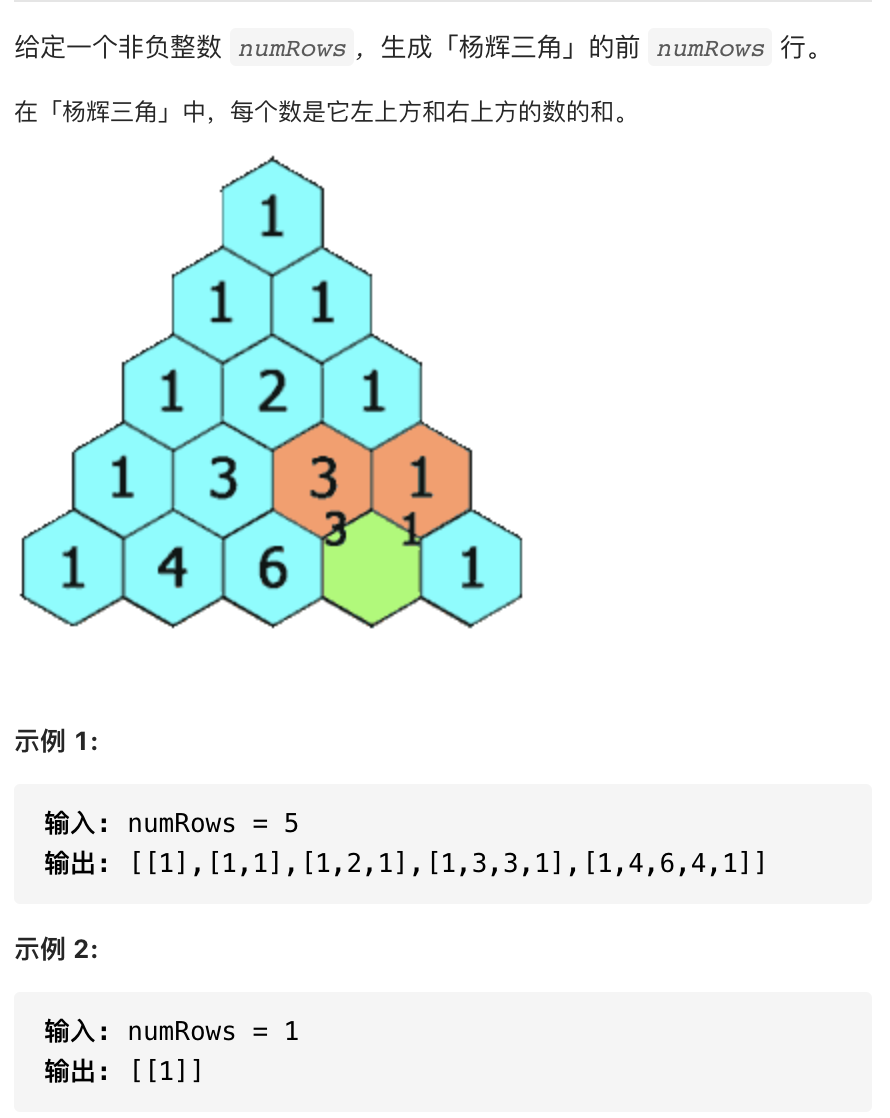 给定一个非负整数 numRows，生成「杨辉三角」的前 numRows 行。
在「杨辉三角」中，每个数是它左上方和右上方的数的和。
1
1 1
1 2 1
1 3 3 1
3 1
1 4 6 1
示例 1:
输入: numRows = 5
输出: [[1],[1,1],[1,2,1],[1,3,3,1],[1,4,6,4,1]]
示例 2:
输入: numRows = 1
输出: [[1]]